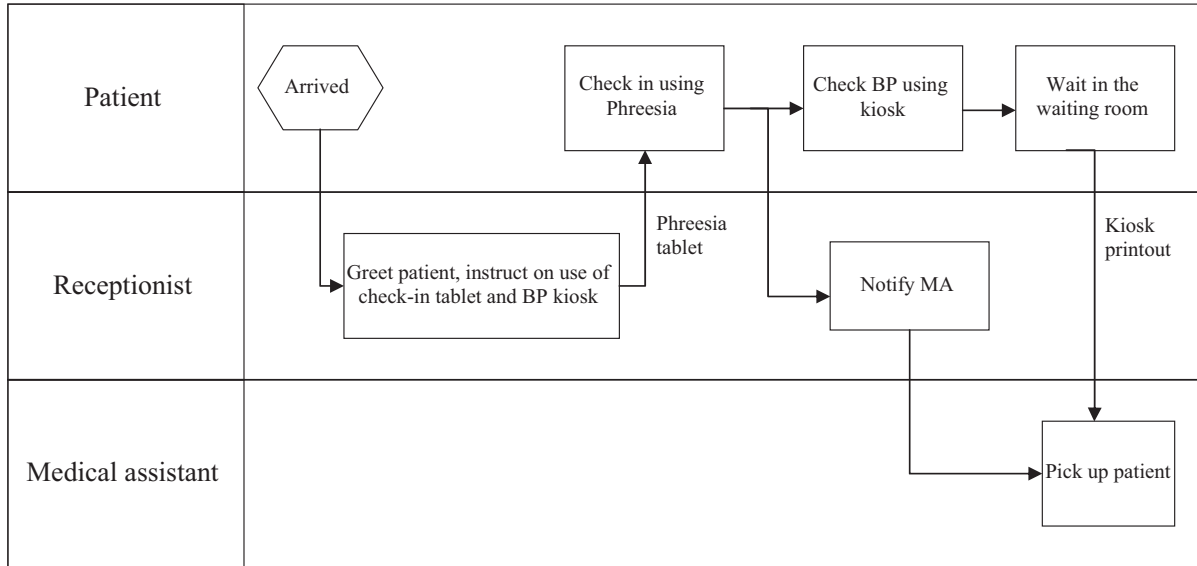 Patient
Arrived
Check in using
Phreesia
Check BP using
kiosk
Wait in the
waiting room
Receptionist
Greet patient, instruct on use of
check-in tablet and BP kiosk
Phreesia
tablet
Notify MA
Kiosk
printout
Medical assistant
Pick up patient